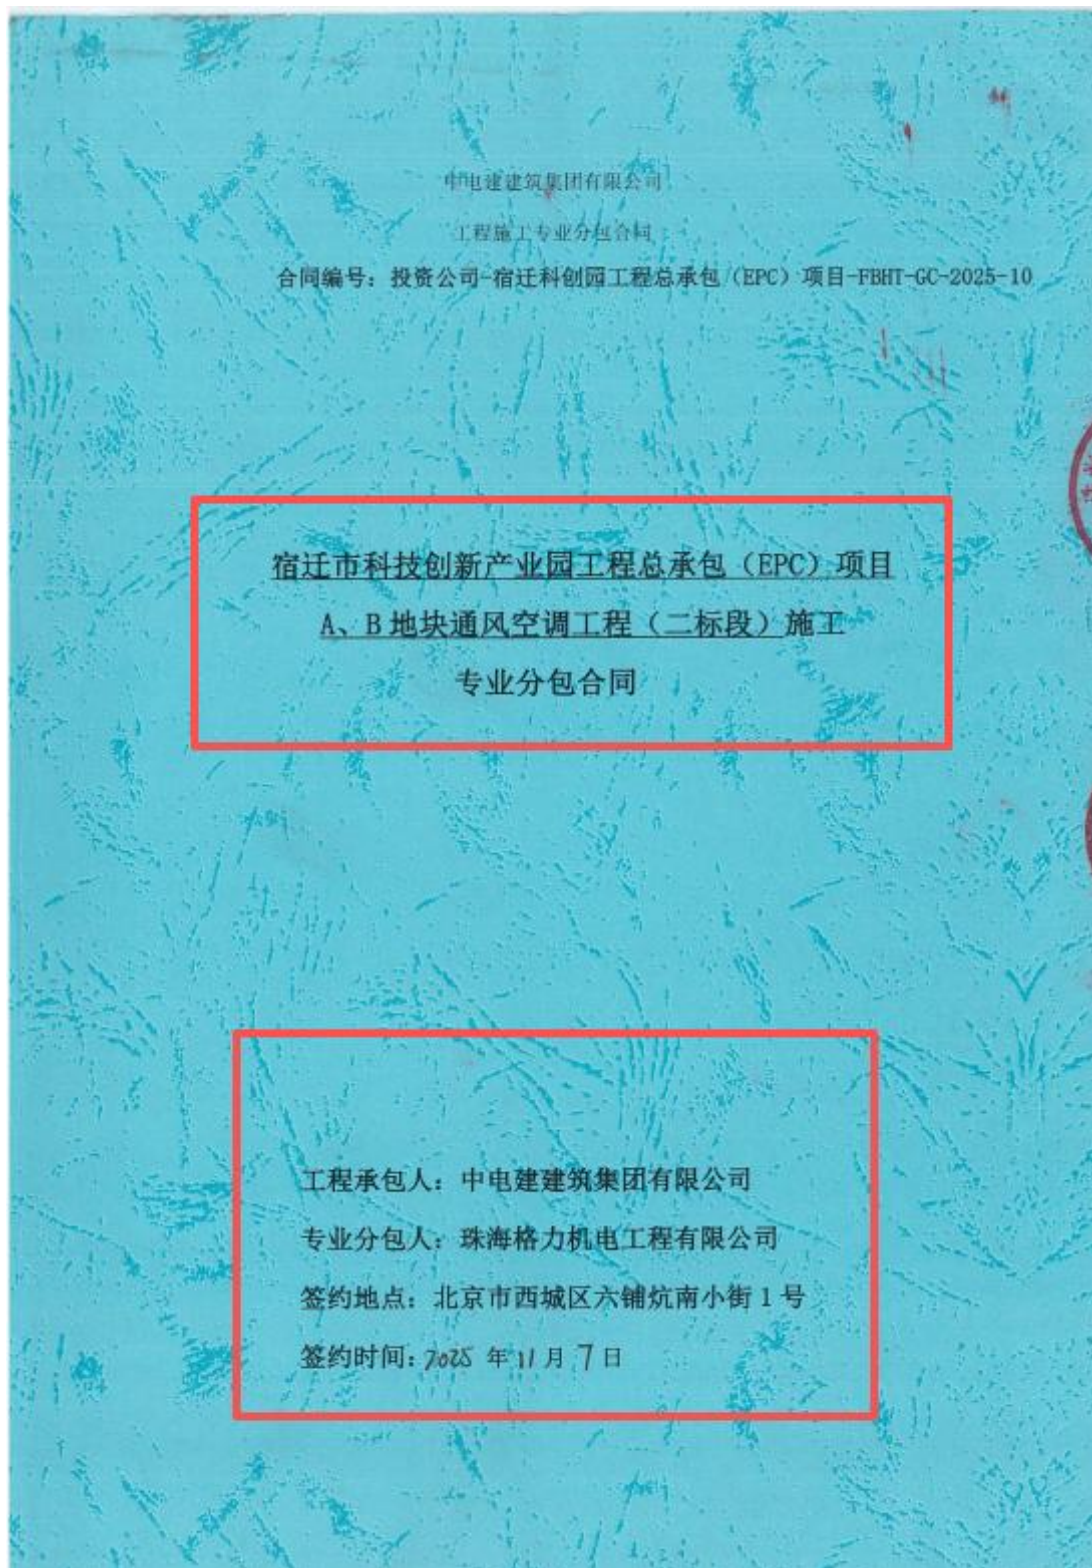 中电建建筑集团有限公司
工程施工专业分包合同
合同编号：投资公司-宿迁科创园工程总承包（EPC）项目-FBHT-GC-2025-10
宿迁市科技创新产业园工程总承包（EPC）项目
A、B地块通风空调工程（二标段）施工
专业分包合同
工程承包人：中电建建筑集团有限公司
专业分包人：珠海格力机电工程有限公司
签约地点：北京市西城区六铺炕南小街1号
签约时间：2025年11月7日